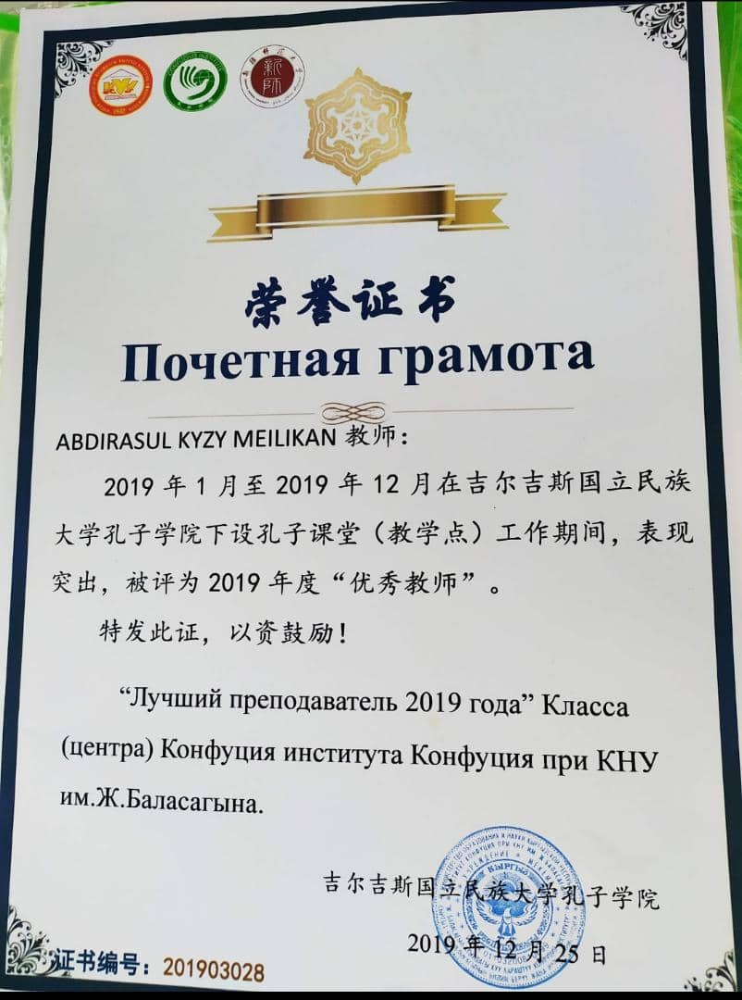 新师
荣誉证书
Почетная грамота
ABDIRASUL KYZY MEILIKAN 教师：
2019 年 1 月至 2019 年 12 月在吉尔吉斯国立民族
大学孔子学院下设孔子课堂（教学点）工作期间，表现
突出，被评为 2019 年度“优秀教师”。
特发此证，以资鼓励！
“Лучший преподаватель 2019 года” Класса
(центра) Конфуция института Конфуция при КНУ
им.Ж.Баласагына.
吉尔吉斯国立民族大学孔子学院
2019 年 12 月 25 日
证书编号：201903028